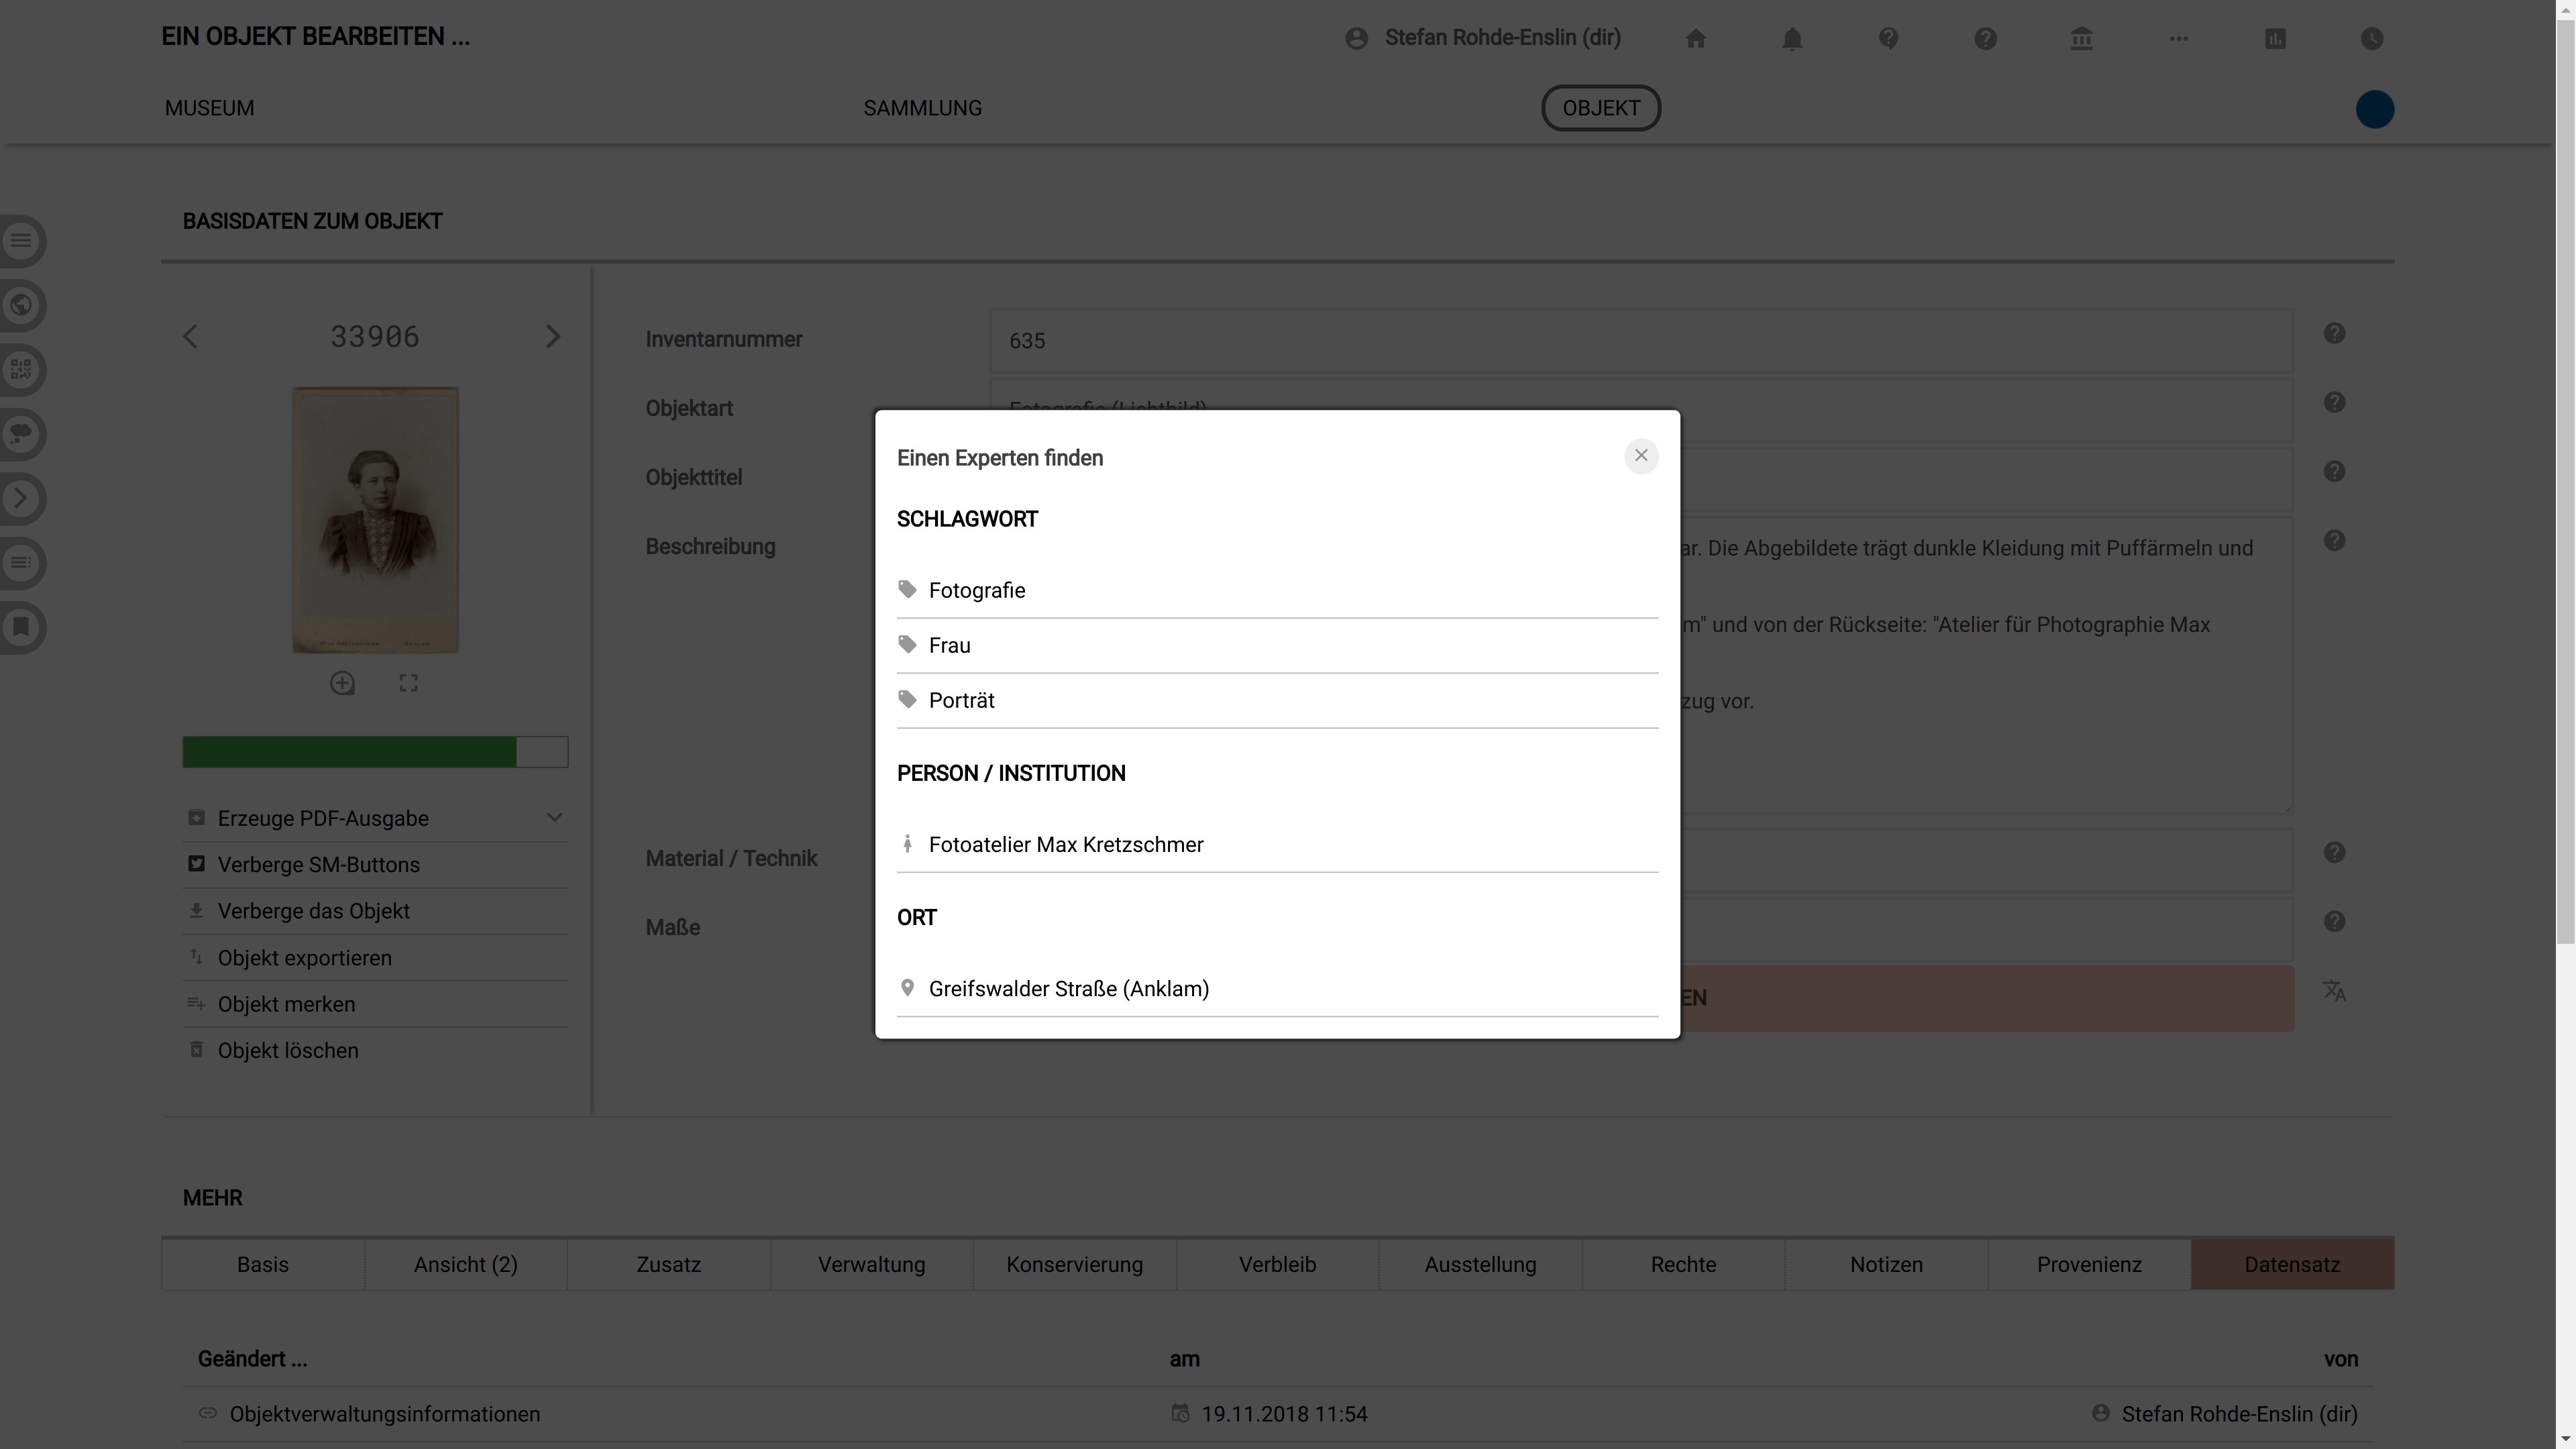 EIN OBJEKT BEARBEITEN ...
Stefan Rohde-Enslin (dir)
MUSEUM
SAMMLUNG
OBJEKT
BASISDATEN ZUM OBJEKT
33906
Inventarnummer
635
Objektart
Fotografie (Lichtbild)
Objekttitel
Beschreibung
ar. Die Abgebildete trägt dunkle Kleidung mit Puffärmeln und
m" und von der Rückseite: "Atelier für Photographie Max
zug vor.
Material / Technik
Maße
EN
Erzeuge PDF-Ausgabe
Verberge SM-Buttons
Verberge das Objekt
Objekt exportieren
Objekt merken
Objekt löschen
Einen Experten finden
SCHLAGWORT
Fotografie
Frau
Porträt
PERSON / INSTITUTION
Fotoatelier Max Kretzschmer
ORT
Greifswalder Straße (Anklam)
MEHR
Basis
Ansicht (2)
Zusatz
Verwaltung
Konservierung
Verbleib
Ausstellung
Rechte
Notizen
Provenienz
Datensatz
Geändert ...
am
von
Objektverwaltungsinformationen
19.11.2018 11:54
Stefan Rohde-Enslin (dir)